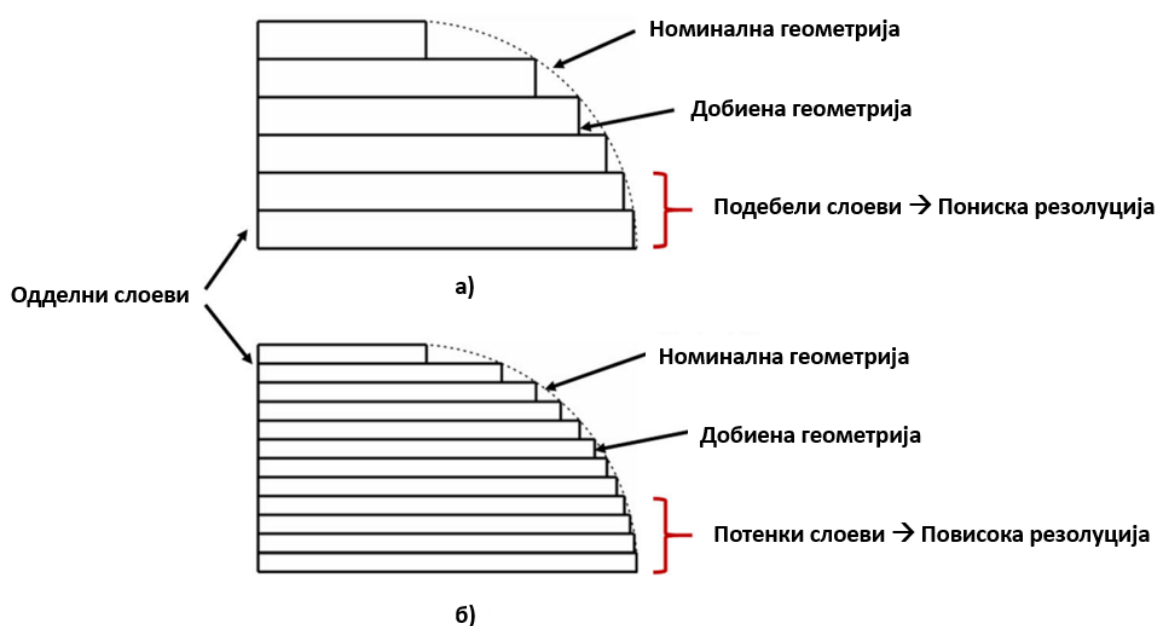 Номинална геометрија
Добиена геометрија
Подебели слоеви → Пониска резолуција
а)
Одделни слоеви
Номинална геометрија
Добиена геометрија
Потенки слоеви → Повисока резолуција
б)